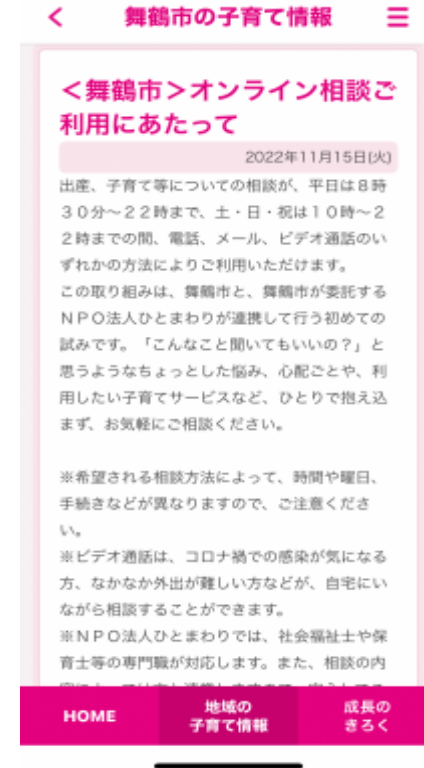 舞鶴市の子育て情報
＜舞鶴市＞オンライン相談ご
利用にあたって
2022年11月15日(火)
出産、子育て等についての相談が、平日は８時
３０分～２２時まで、土・日・祝は１０時～２
２時までの間、電話、メール、ビデオ通話のい
ずれかの方法によりご利用いただけます。
この取り組みは、舞鶴市と、舞鶴市が委託する
ＮＰＯ法人ひとまわりが連携して行う初めての
試みです。「こんなこと聞いてもいいの？」と
思うようなちょっとした悩み、心配ごとや、利
用したい子育てサービスなど、ひとりで抱え込
まず、お気軽にご相談ください。
※希望される相談方法によって、時間や曜日、
手続きなどが異なりますので、ご注意くださ
い。
※ビデオ通話は、コロナ禍での感染が気になる
方、なかなか外出が難しい方などが、自宅にい
ながら相談することができます。
※ＮＰＯ法人ひとまわりでは、社会福祉士や保
育士等の専門職が対応します。また、相談の内
HOME
地域の
子育て情報
成長の
きろく